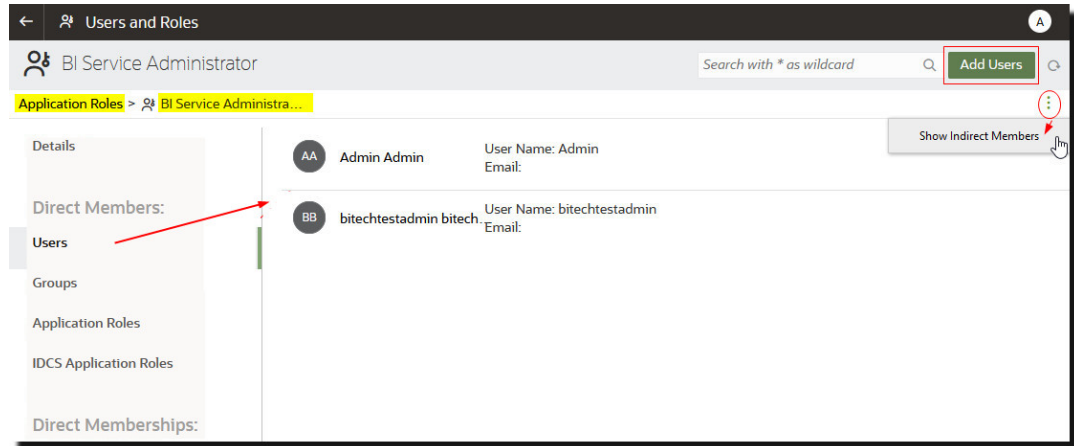 Users and Roles
A
BI Service Administrator
Search with * as wildcard
Add Users
Application Roles > BI Service Administra...
Show Indirect Members
Details
AA
Admin Admin
User Name: Admin
Email:
Direct Members:
BB
bitechtestadmin bitech...
User Name: bitechtestadmin
Email:
Users
Groups
Application Roles
IDCS Application Roles
Direct Memberships: